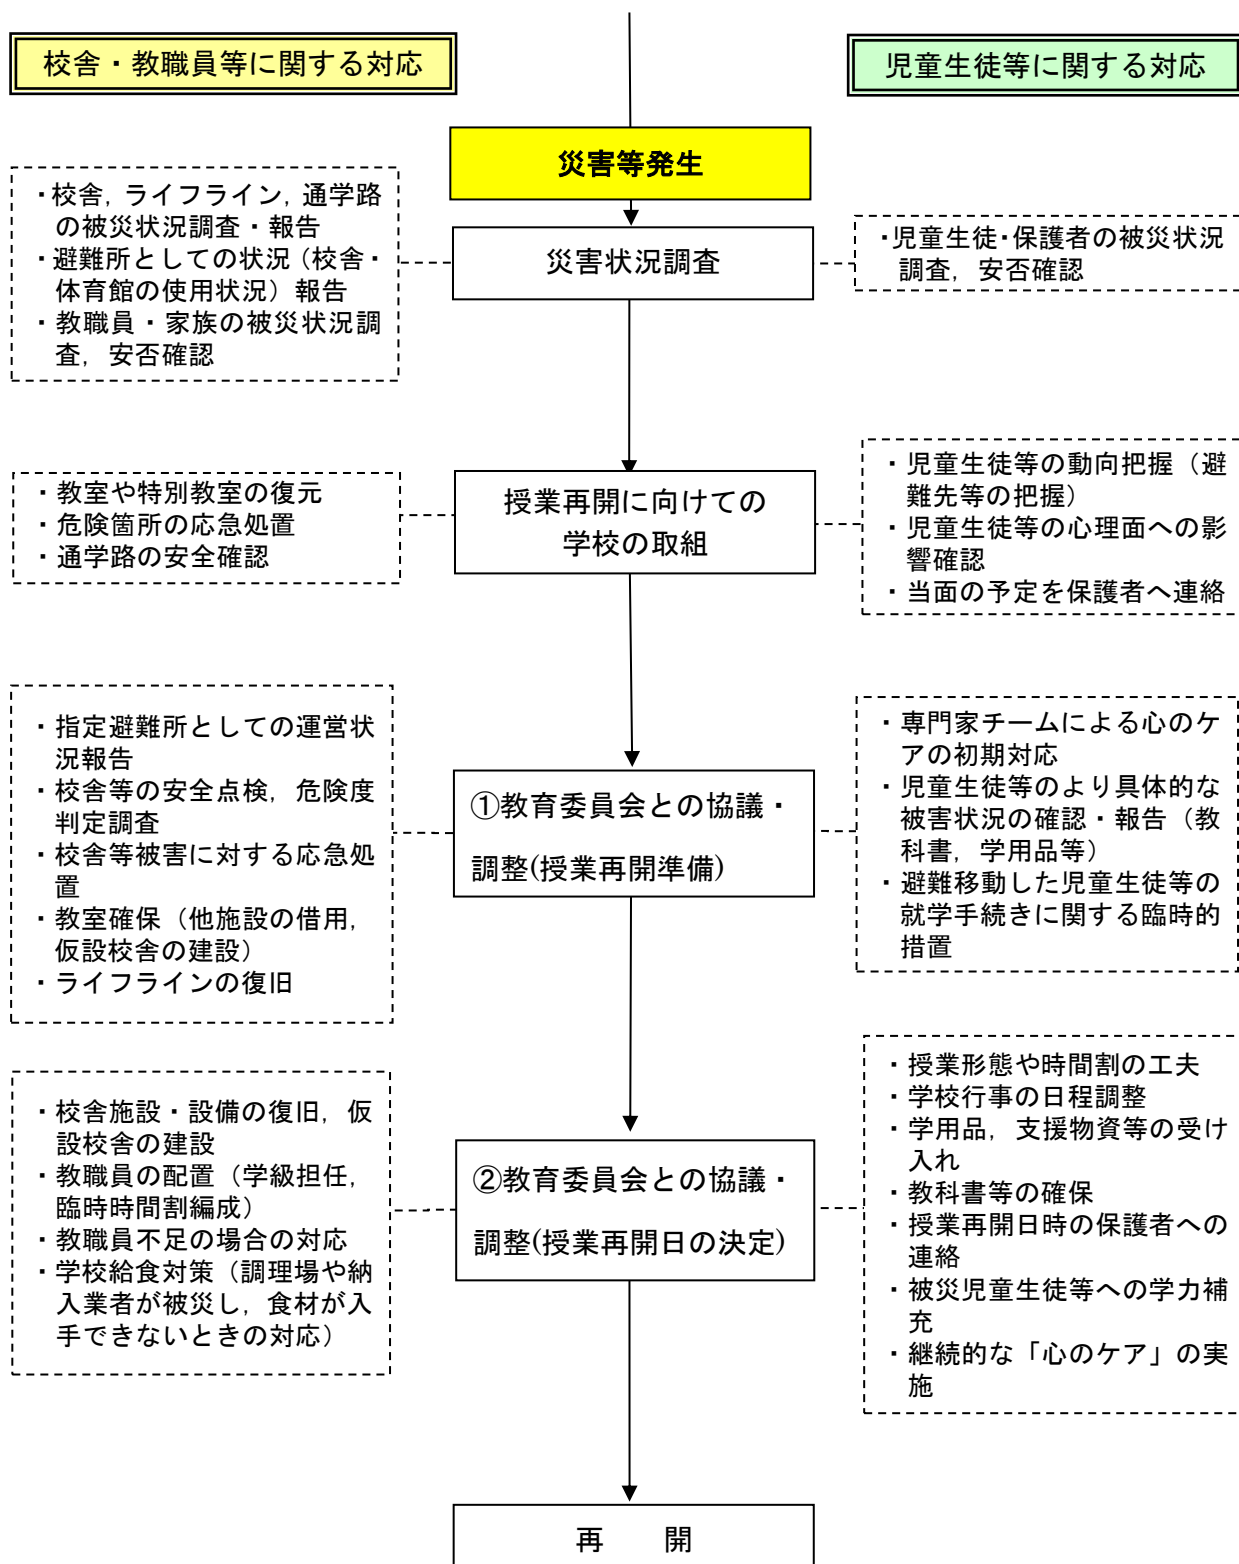 校舎・教職員等に関する対応
児童生徒等に関する対応
災害等発生
・校舎，ライフライン，通学路
の被災状況調査・報告
・避難所としての状況（校舎・
体育館の使用状況）報告
・教職員・家族の被災状況調
査，安否確認
災害状況調査
・児童生徒・保護者の被災状況
調査，安否確認
・教室や特別教室の復元
・危険箇所の応急処置
・通学路の安全確認
授業再開に向けての
学校の取組
・児童生徒等の動向把握（避
難先等の把握）
・児童生徒等の心理面への影
響確認
・当面の予定を保護者へ連絡
・指定避難所としての運営状
況報告
・校舎等の安全点検，危険度
判定調査
・校舎等被害に対する応急処
置
・教室確保（他施設の借用，
仮設校舎の建設）
・ライフラインの復旧
①教育委員会との協議・
調整(授業再開準備)
・専門家チームによる心のケ
アの初期対応
・児童生徒等のより具体的な
被害状況の確認・報告（教
科書，学用品等）
・避難移動した児童生徒等の
就学手続きに関する臨時的
措置
・校舎施設・設備の復旧，仮
設校舎の建設
・教職員の配置（学級担任，
臨時時間割編成）
・教職員不足の場合の対応
・学校給食対策（調理場や納
入業者が被災し，食材が入
手できないときの対応）
②教育委員会との協議・
調整(授業再開日の決定)
・授業形態や時間割の工夫
・学校行事の日程調整
・学用品，支援物資等の受け
入れ
・教科書等の確保
・授業再開日時の保護者への
連絡
・被災児童生徒等への学力補
充
・継続的な「心のケア」の実
施
再　　開